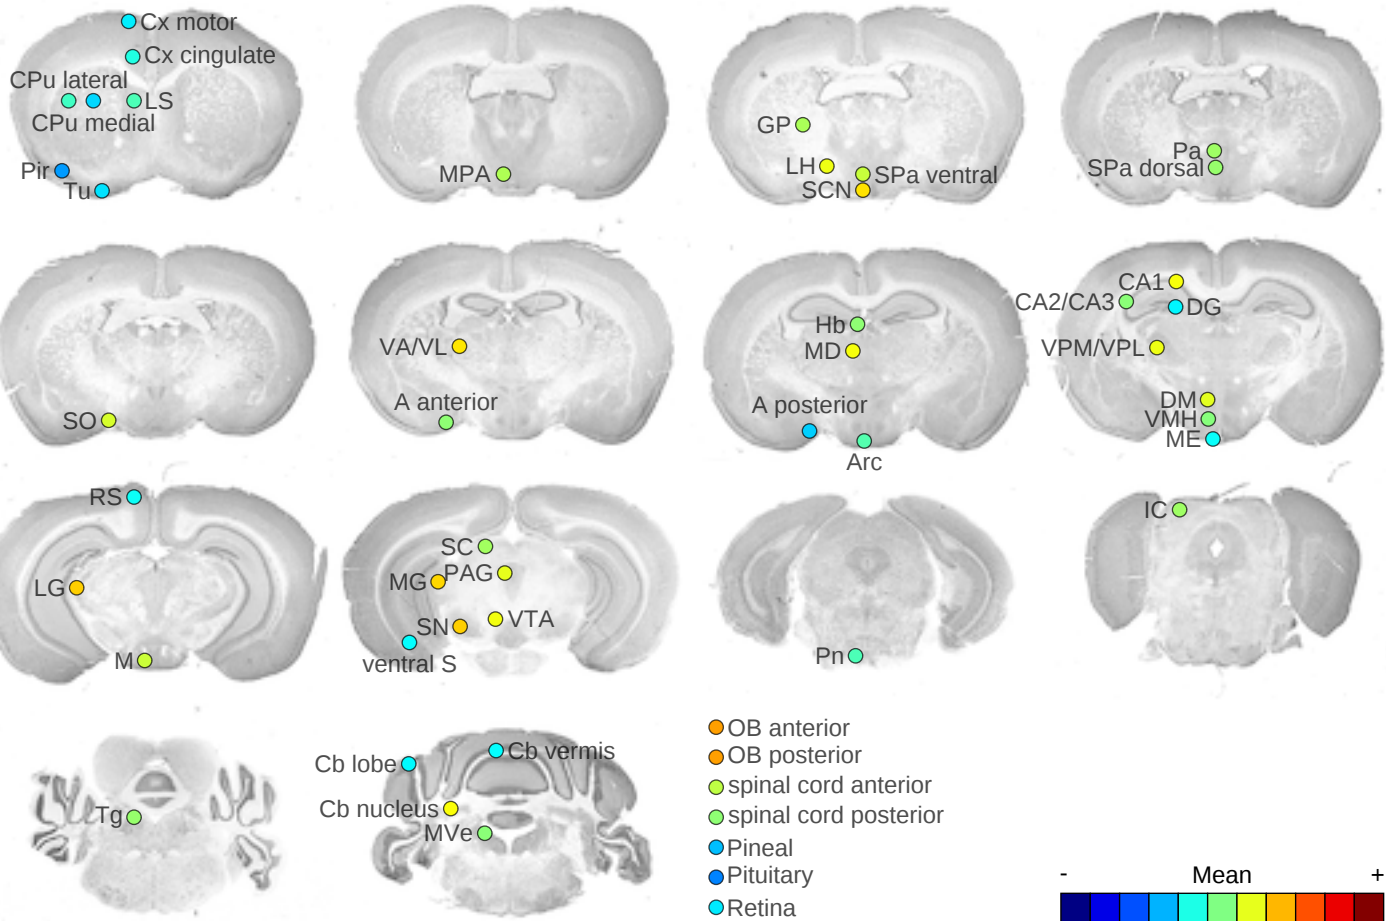 Cx motor
Cx cingulate
CPu lateral
LS
CPu medial
Pir
Tu
MPA
GP
LH
SPa ventral
SCN
Pa
SPa dorsal
SO
VA/VL
A anterior
Hb
MD
A posterior
Arc
CA1
CA2/CA3
DG
VPM/VPL
DM
VMH
ME
RS
LG
M
SC
PAG
MG
VTA
SN
ventral S
Pn
IC
Tg
Cb vermis
Cb lobe
Cb nucleus
MVe
OB anterior
OB posterior
spinal cord anterior
spinal cord posterior
Pineal
Pituitary
Retina
- Mean +